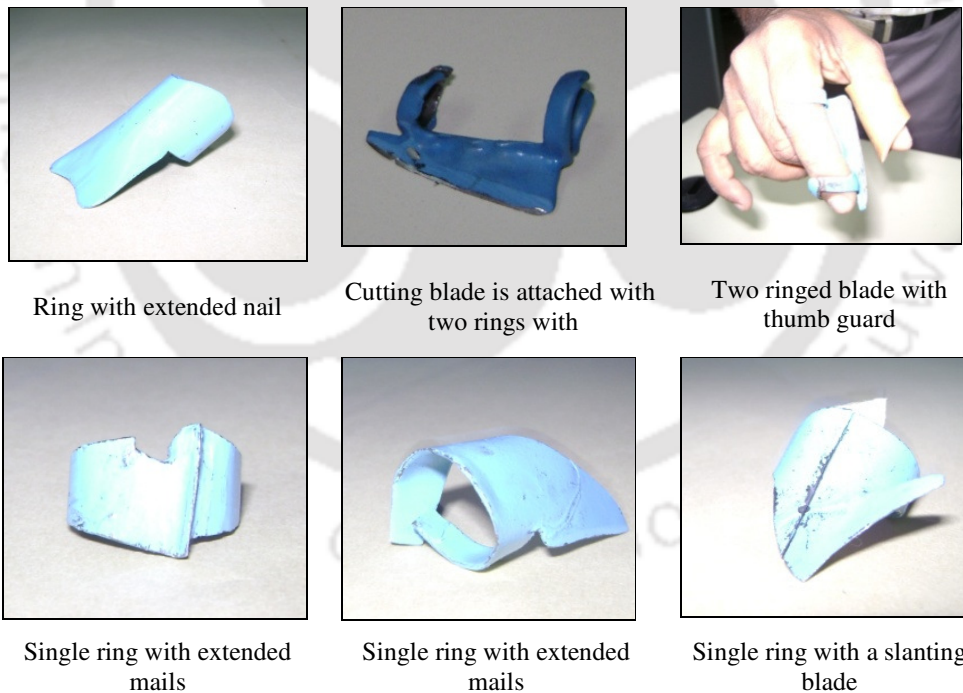 Ring with extended nail
Cutting blade is attached with
two rings with
Two ringed blade with
thumb guard
Single ring with extended
mails
Single ring with extended
mails
Single ring with a slanting
blade